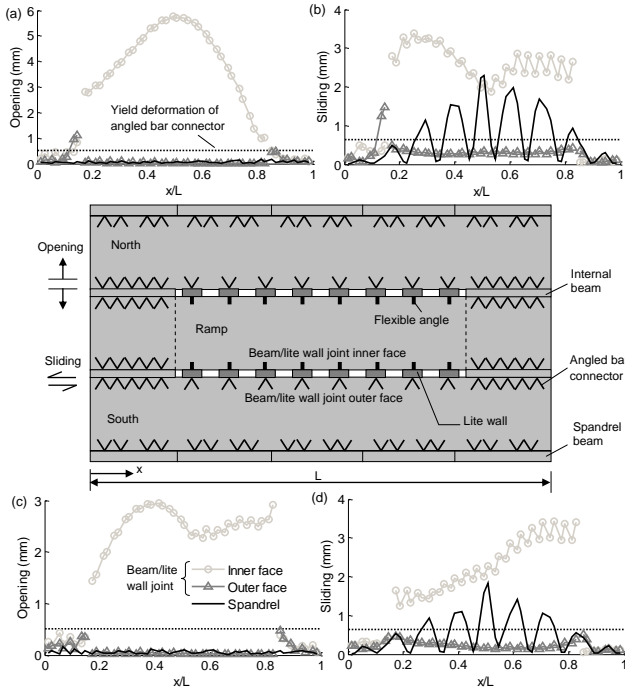 (a)
Opening (mm)
6
5
4
3
2
1
0
Yield deformation of
angled bar connector
0 0.2 0.4 0.6 0.8 1
x/L
(b)
Sliding (mm)
4
3
2
1
0
0 0.2 0.4 0.6 0.8 1
x/L
Opening
North
Internal
beam
Flexible angle
Ramp
Beam/lite wall joint inner face
Sliding
Angled ba
connector
Beam/lite wall joint outer face
Lite wall
South
Spandrel
beam
x
L
(c)
Opening (mm)
3
2
1
0
Beam/lite
wall joint
Inner face
Outer face
Spandrel
0 0.2 0.4 0.6 0.8 1
x/L
(d)
Sliding (mm)
4
3
2
1
0
0 0.2 0.4 0.6 0.8 1
x/L